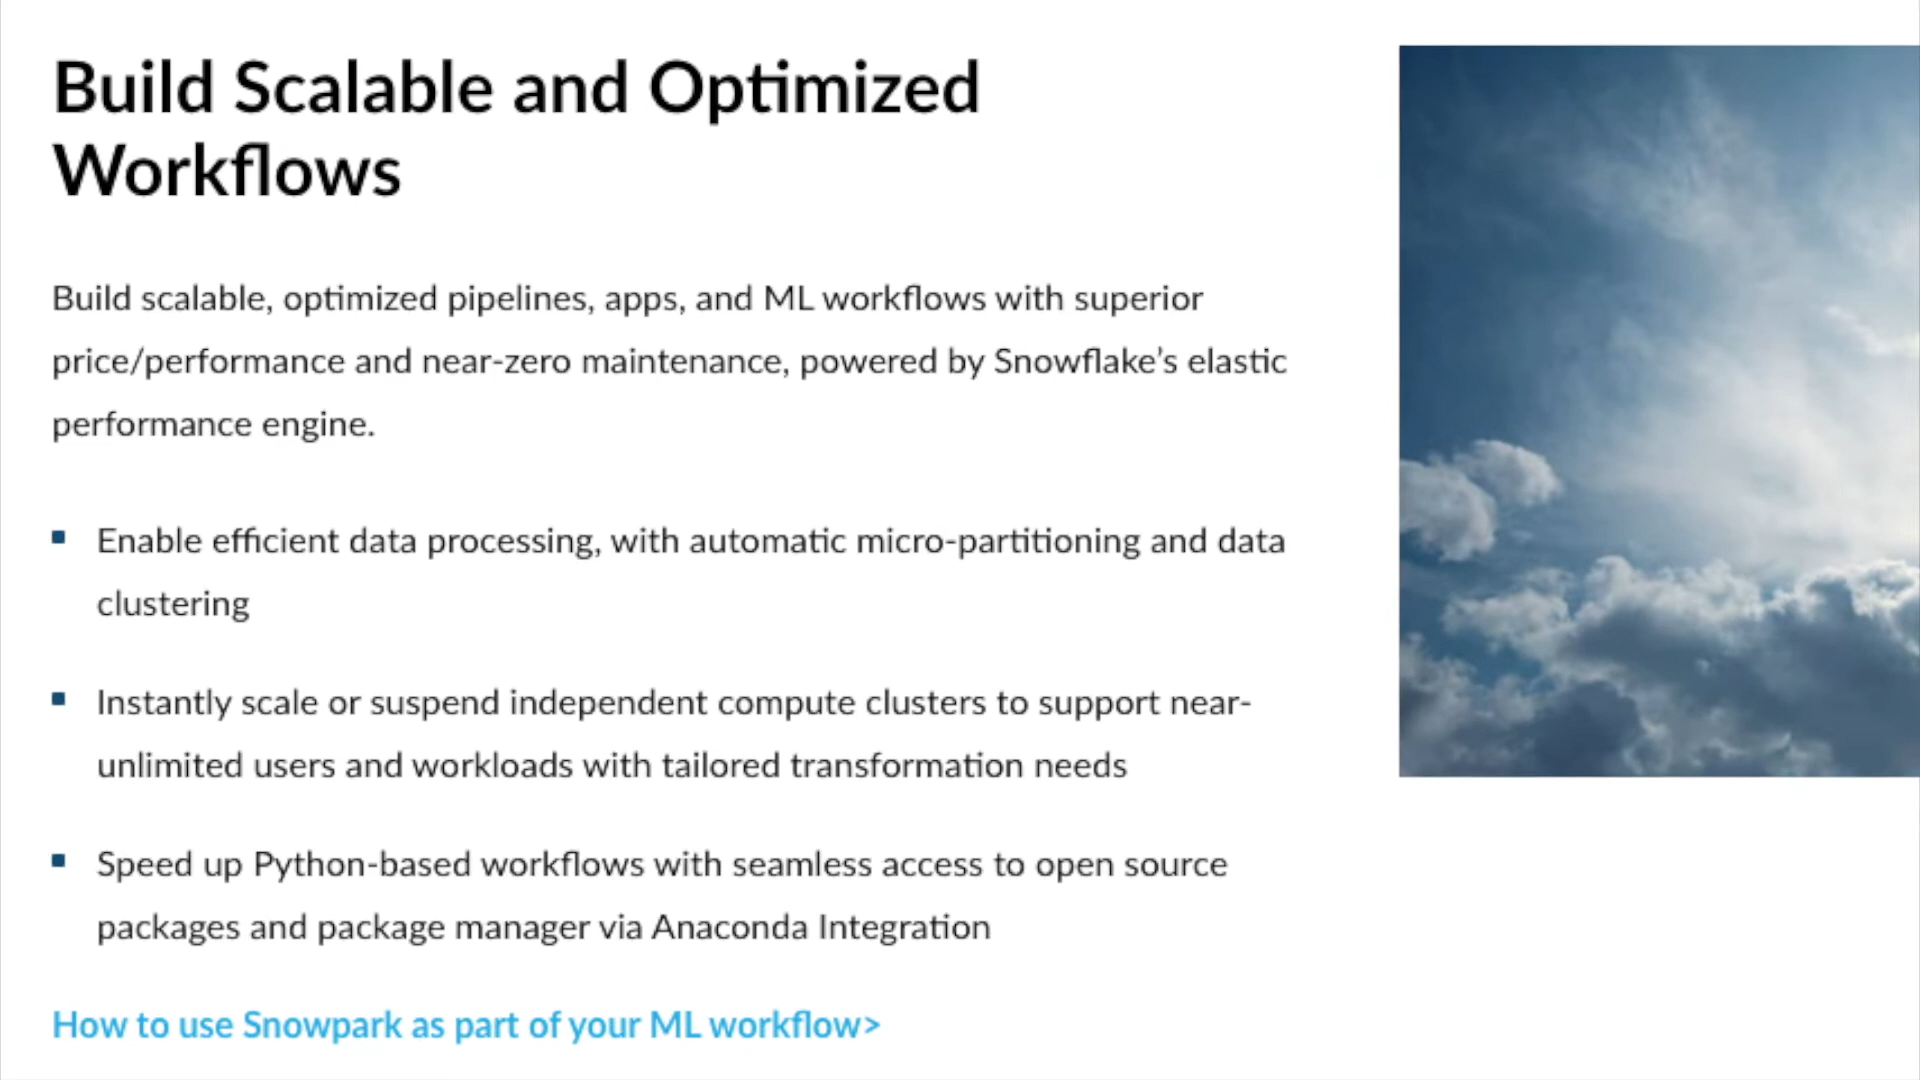 Build Scalable and Optimized
Workflows
Build scalable, optimized pipelines, apps, and ML workflows with superior
price/performance and near-zero maintenance, powered by Snowflake’s elastic
performance engine.
Enable efficient data processing, with automatic micro-partitioning and data
clustering
Instantly scale or suspend independent compute clusters to support near-
unlimited users and workloads with tailored transformation needs
Speed up Python-based workflows with seamless access to open source
packages and package manager via Anaconda Integration
How to use Snowpark as part of your ML workflow>